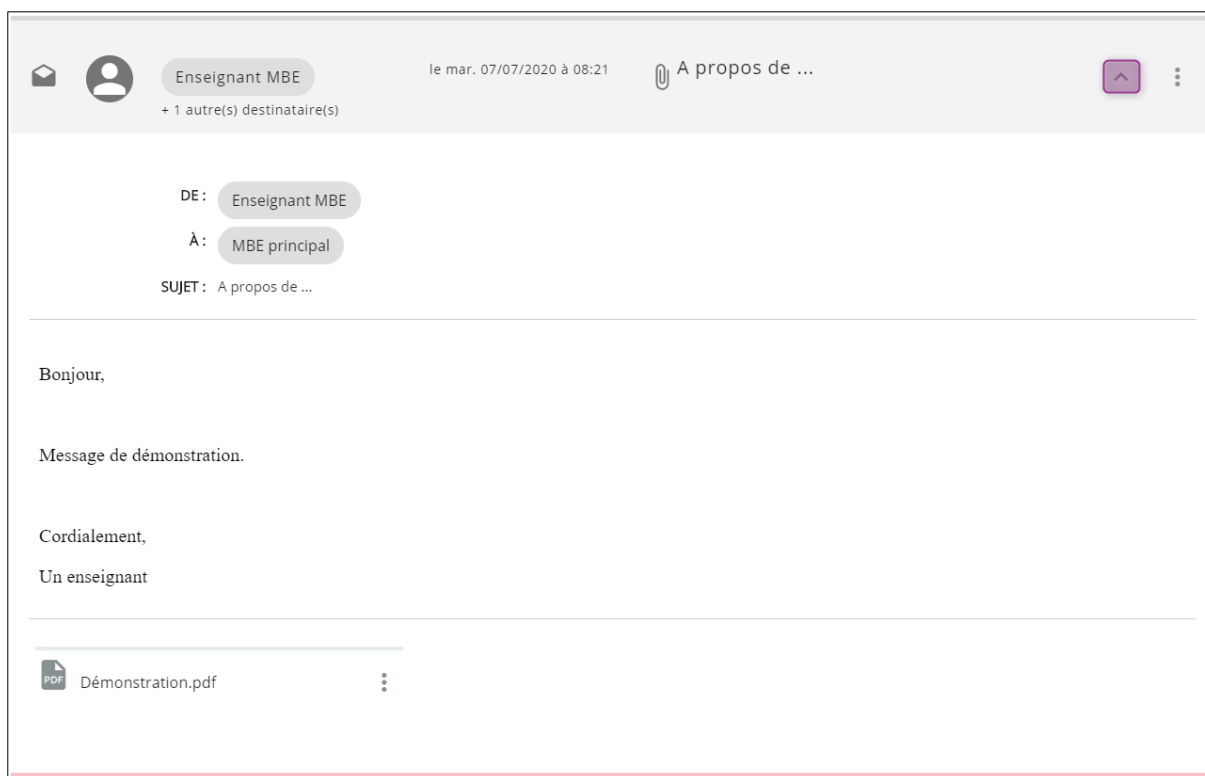 Enseignant MBE
+ 1 autre(s) destinataire(s)
le mar. 07/07/2020 à 08:21
A propos de ...
DE : Enseignant MBE
À : MBE principal
SUJET : A propos de ...
Bonjour,
Message de démonstration.
Cordialement,
Un enseignant
PDF Démonstration.pdf